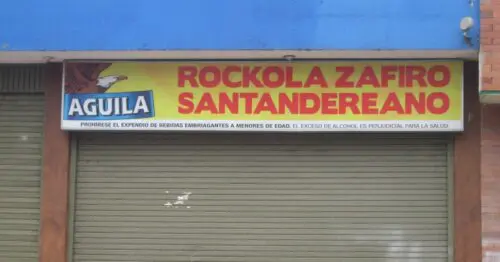 ROCKOLA ZAFIRO
SANTANDEREANO
AGUILA
PROHÍBESE EL EXPENDIO DE BEBIDAS EMBRIAGANTES A MENORES DE EDAD. EL EXCESO DE ALCOHOL ES PERJUDICIAL PARA LA SALUD